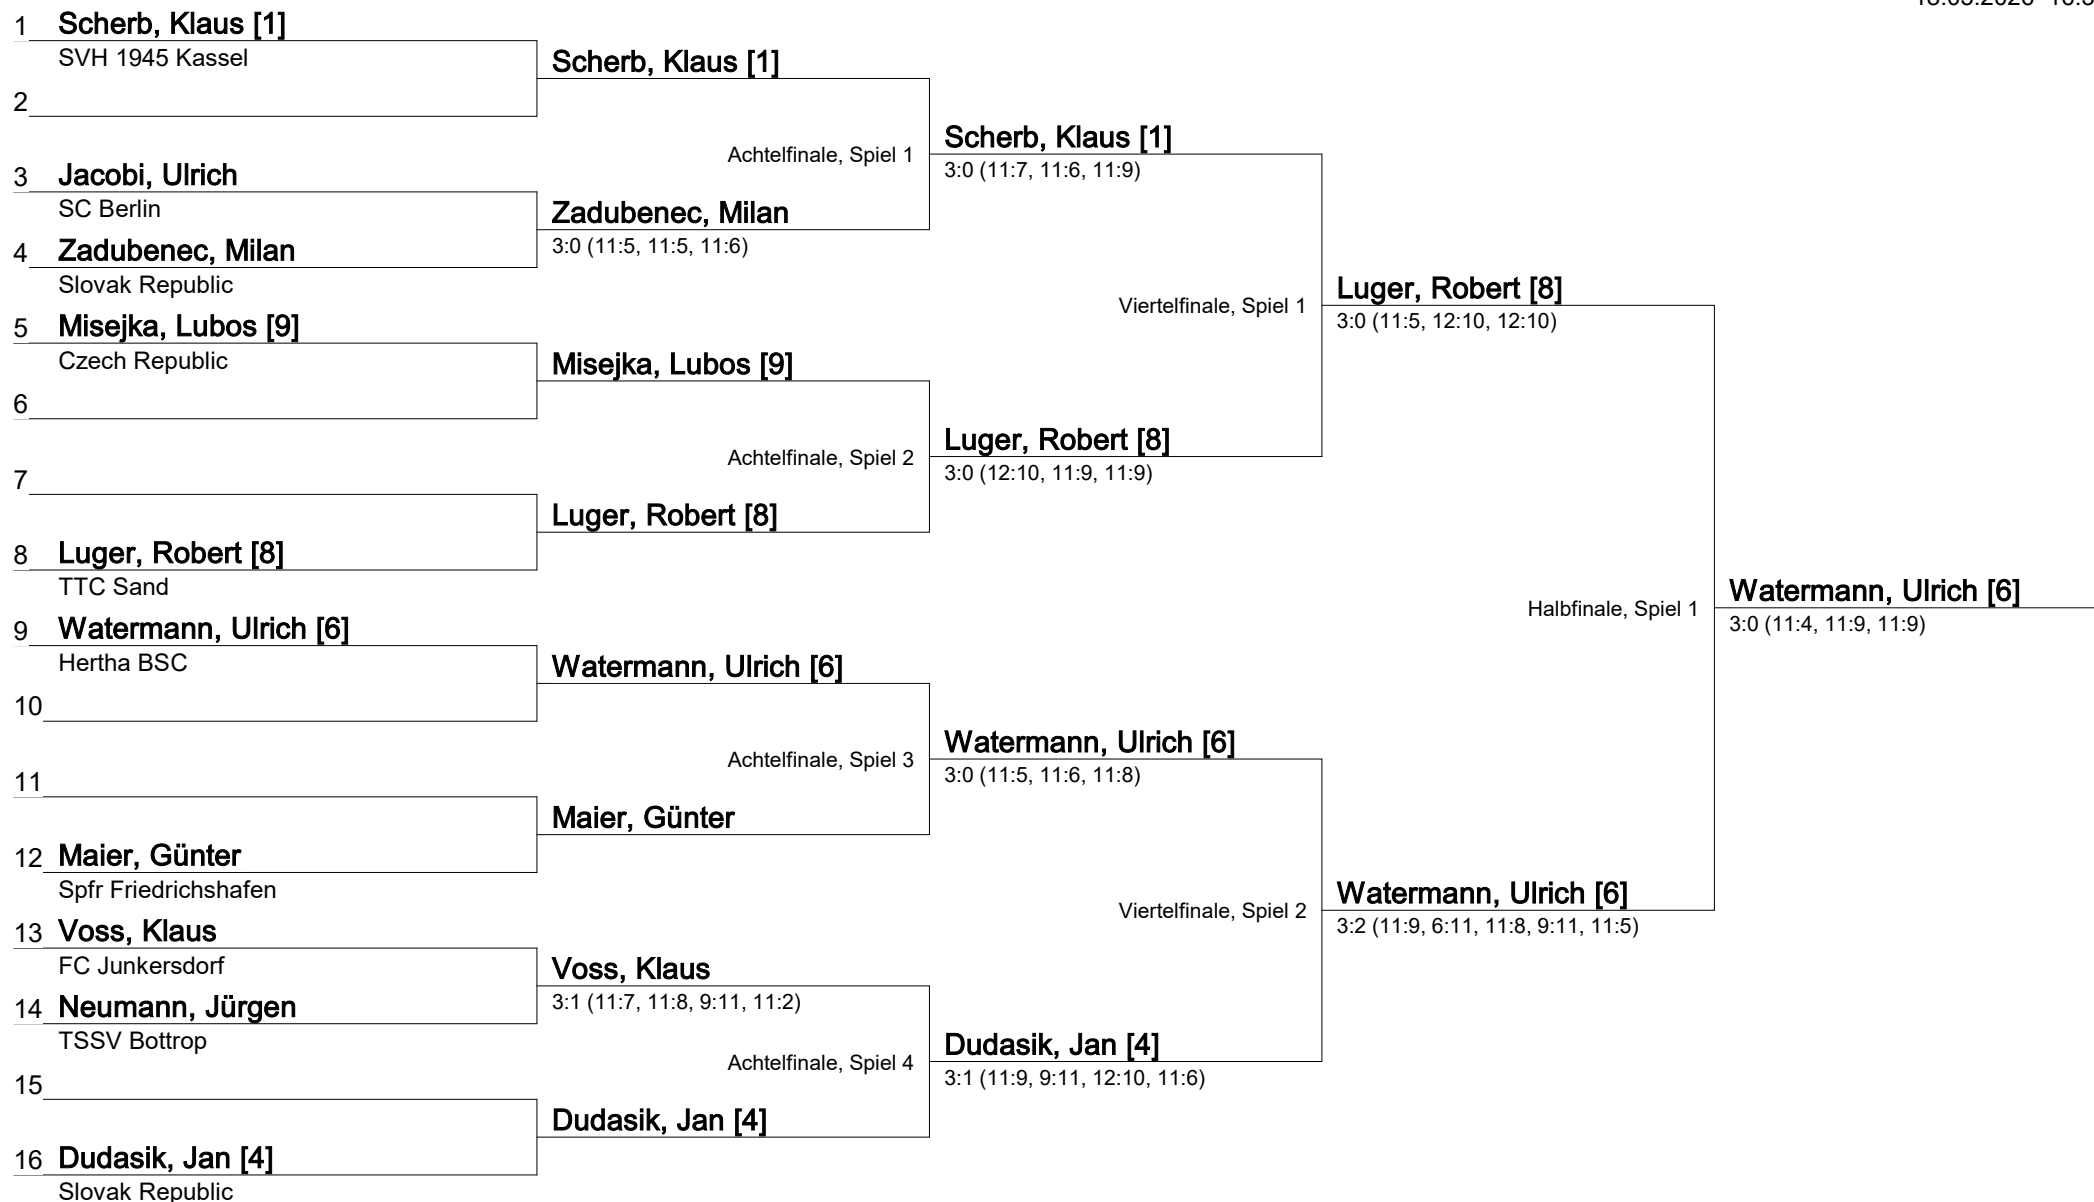 1 Scherb, Klaus [1]
SVH 1945 Kassel
Scherb, Klaus [1]
2
Achtelfinale, Spiel 1
Scherb, Klaus [1]
3:0 (11:7, 11:6, 11:9)
3 Jacobi, Ulrich
SC Berlin
Zadubenec, Milan
3:0 (11:5, 11:5, 11:6)
4 Zadubenec, Milan
Slovak Republic
Viertelfinale, Spiel 1
Luger, Robert [8]
3:0 (11:5, 12:10, 12:10)
5 Misejka, Lubos [9]
Czech Republic
Misejka, Lubos [9]
6
Achtelfinale, Spiel 2
Luger, Robert [8]
3:0 (12:10, 11:9, 11:9)
7
Luger, Robert [8]
8 Luger, Robert [8]
TTC Sand
Halbfinale, Spiel 1
Watermann, Ulrich [6]
3:0 (11:4, 11:9, 11:9)
9 Watermann, Ulrich [6]
Hertha BSC
Watermann, Ulrich [6]
10
Achtelfinale, Spiel 3
Watermann, Ulrich [6]
3:0 (11:5, 11:6, 11:8)
11
Maier, Günter
12 Maier, Günter
Spfr Friedrichshafen
Viertelfinale, Spiel 2
Watermann, Ulrich [6]
3:2 (11:9, 6:11, 11:8, 9:11, 11:5)
13 Voss, Klaus
FC Junkersdorf
Voss, Klaus
3:1 (11:7, 11:8, 9:11, 11:2)
14 Neumann, Jürgen
TSSV Bottrop
Achtelfinale, Spiel 4
Dudasik, Jan [4]
3:1 (11:9, 9:11, 12:10, 11:6)
15
Dudasik, Jan [4]
16 Dudasik, Jan [4]
Slovak Republic